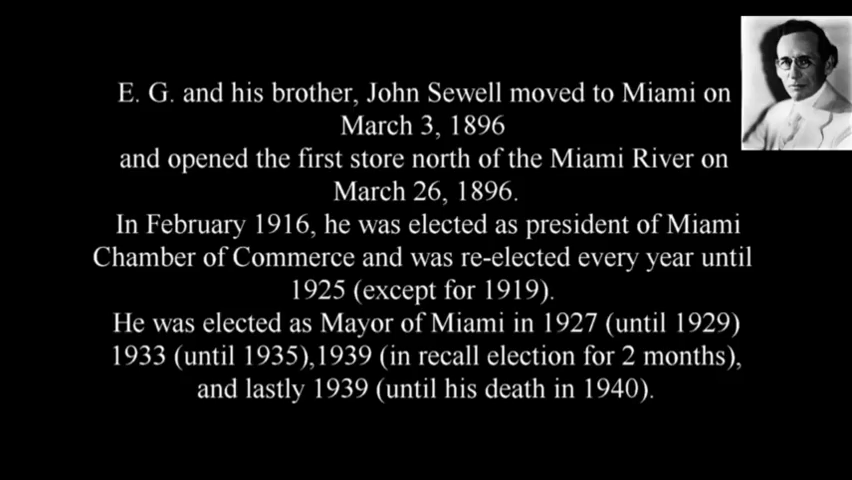 E. G. and his brother, John Sewell moved to Miami on
March 3, 1896
and opened the first store north of the Miami River on
March 26, 1896.
In February 1916, he was elected as president of Miami
Chamber of Commerce and was re-elected every year until
1925 (except for 1919).
He was elected as Mayor of Miami in 1927 (until 1929)
1933 (until 1935),1939 (in recall election for 2 months),
and lastly 1939 (until his death in 1940).